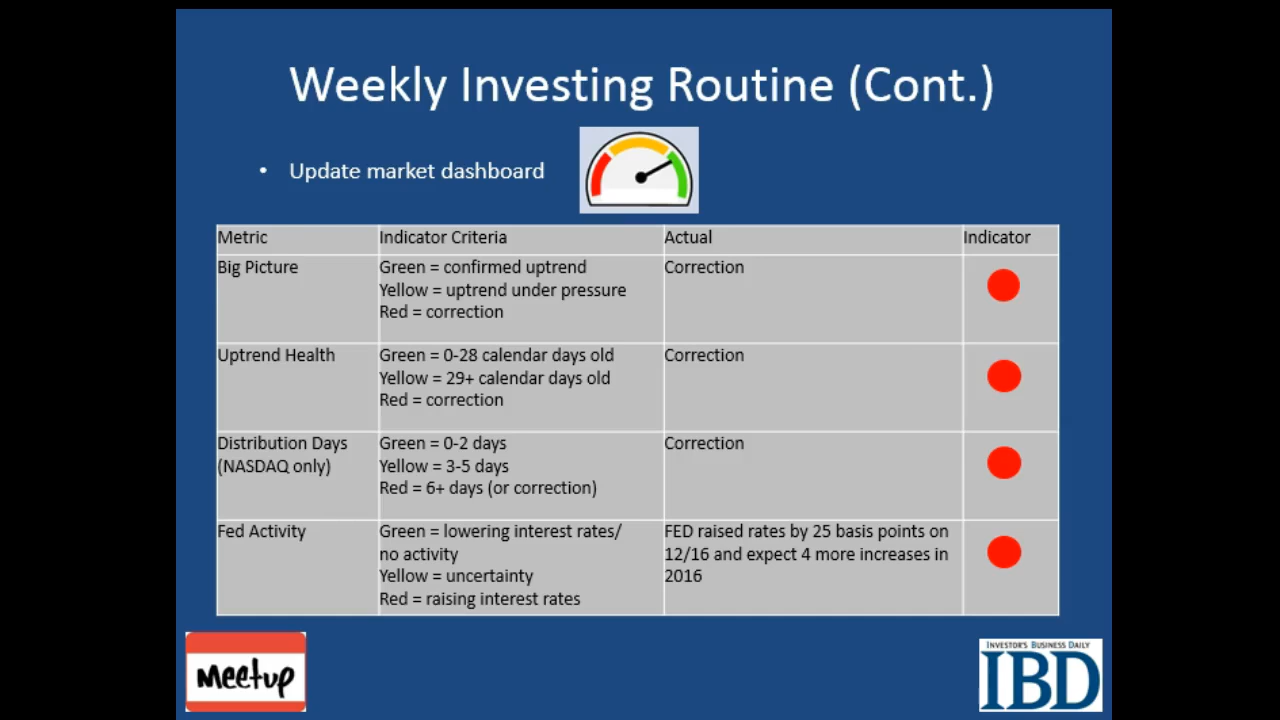 Weekly Investing Routine (Cont.)
• Update market dashboard
Metric
Indicator Criteria
Actual
Indicator
Big Picture
Green = confirmed uptrend
Yellow = uptrend under pressure
Red = correction
Correction
Uptrend Health
Green = 0-28 calendar days old
Yellow = 29+ calendar days old
Red = correction
Correction
Distribution Days
(NASDAQ only)
Green = 0-2 days
Yellow = 3-5 days
Red = 6+ days (or correction)
Correction
Fed Activity
Green = lowering interest rates/
no activity
Yellow = uncertainty
Red = raising interest rates
FED raised rates by 25 basis points on
12/16 and expect 4 more increases in
2016
Meetup
INVESTOR'S BUSINESS DAILY
IBD